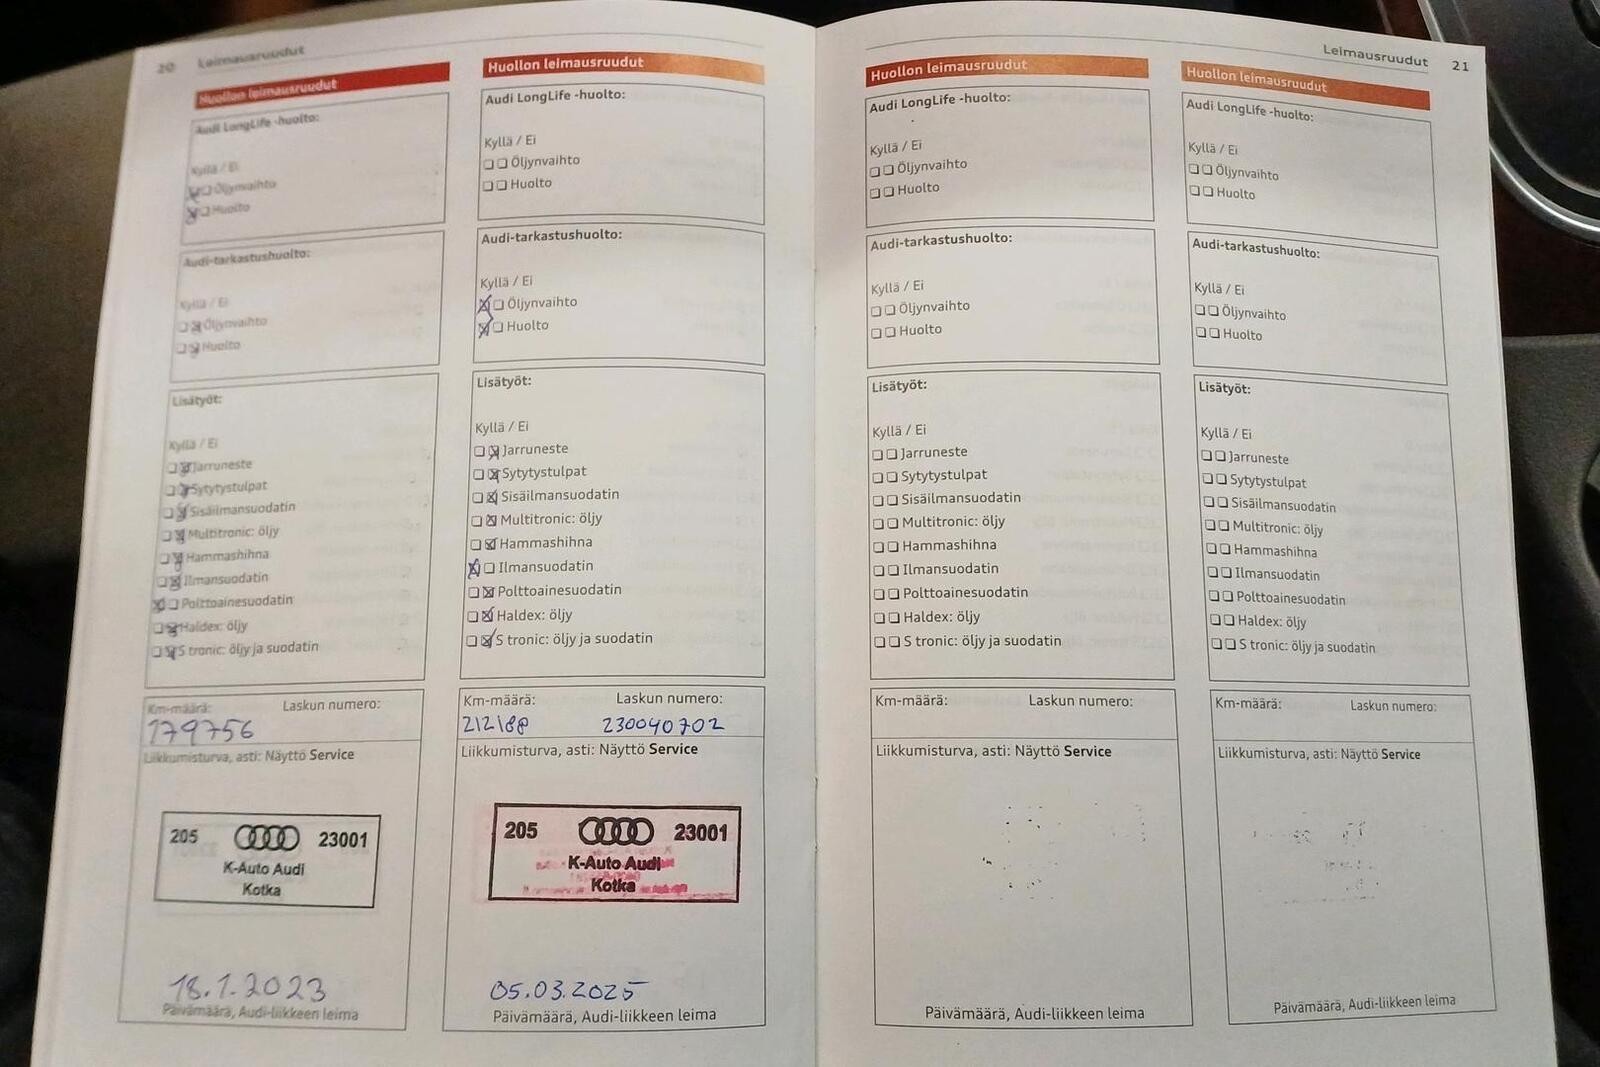 20 Leimausruudut
Huollon leimausruudut
Audi LongLife -huolto:
Kyllä / Ei
Öljynvaihto
Huolto
Audi-tarkastushuolto:
Kyllä / Ei
Öljynvaihto
Huolto
Lisätyöt:
Kyllä / Ei
Jarruneste
Sytytystulpat
Sisäilmansuodatin
Multitronic: öljy
Hammashihna
Ilmansuodatin
Polttoainesuodatin
Haldex: öljy
S tronic: öljy ja suodatin
Km-määrä: Laskun numero:
179756
Liikkumisturva, asti: Näyttö Service
205 23001
K-Auto Audi
Kotka
18.1.2023
Päivämäärä, Audi-liikkeen leima
Huollon leimausruudut
Audi LongLife -huolto:
Kyllä / Ei
Öljynvaihto
Huolto
Audi-tarkastushuolto:
Kyllä / Ei
Öljynvaihto
Huolto
Lisätyöt:
Kyllä / Ei
Jarruneste
Sytytystulpat
Sisäilmansuodatin
Multitronic: öljy
Hammashihna
Ilmansuodatin
Polttoainesuodatin
Haldex: öljy
S tronic: öljy ja suodatin
Km-määrä: Laskun numero:
212188 230040702
Liikkumisturva, asti: Näyttö Service
205 23001
K-Auto Audi
Kotka
05.03.2025
Päivämäärä, Audi-liikkeen leima
Leimausruudut 21
Huollon leimausruudut
Audi LongLife -huolto:
Kyllä / Ei
Öljynvaihto
Huolto
Audi-tarkastushuolto:
Kyllä / Ei
Öljynvaihto
Huolto
Lisätyöt:
Kyllä / Ei
Jarruneste
Sytytystulpat
Sisäilmansuodatin
Multitronic: öljy
Hammashihna
Ilmansuodatin
Polttoainesuodatin
Haldex: öljy
S tronic: öljy ja suodatin
Km-määrä: Laskun numero:
Liikkumisturva, asti: Näyttö Service
Päivämäärä, Audi-liikkeen leima
Huollon leimausruudut
Audi LongLife -huolto:
Kyllä / Ei
Öljynvaihto
Huolto
Audi-tarkastushuolto:
Kyllä / Ei
Öljynvaihto
Huolto
Lisätyöt:
Kyllä / Ei
Jarruneste
Sytytystulpat
Sisäilmansuodatin
Multitronic: öljy
Hammashihna
Ilmansuodatin
Polttoainesuodatin
Haldex: öljy
S tronic: öljy ja suodatin
Km-määrä: Laskun numero:
Liikkumisturva, asti: Näyttö Service
Päivämäärä, Audi-liikkeen leima